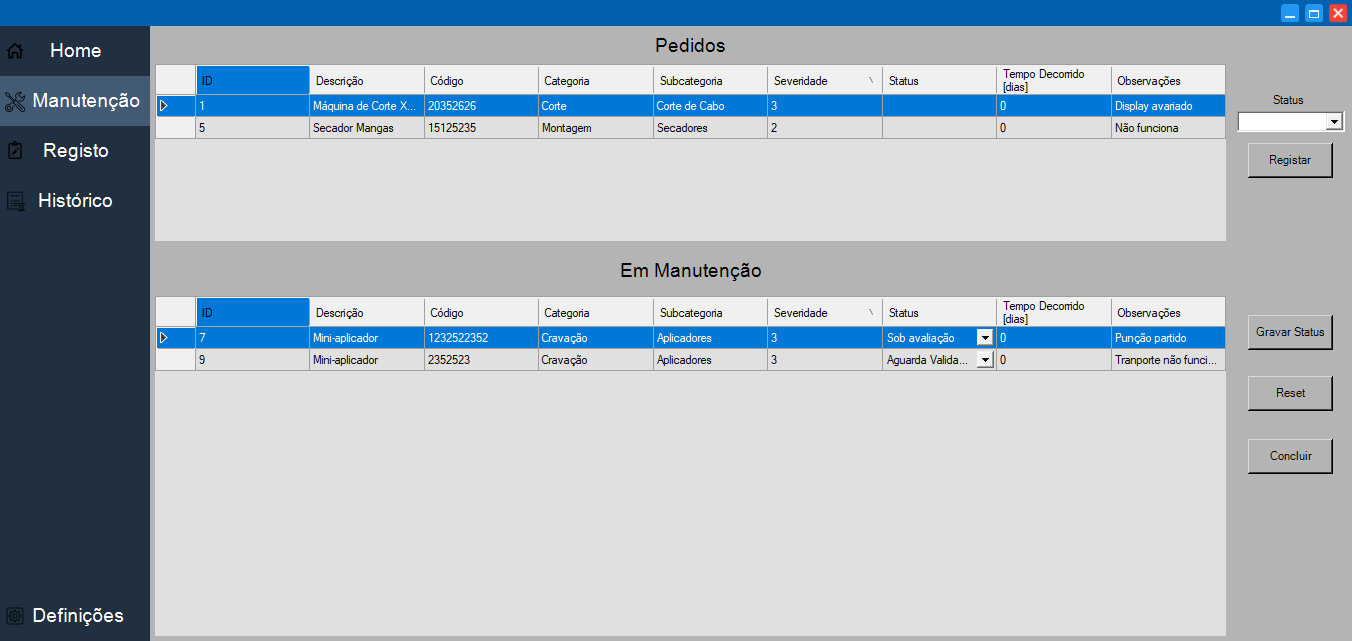 Home
Manutenção
Registo
Histórico
Definições
Pedidos
ID Descrição Código Categoria Subcategoria Severidade Status Tempo Decorrido [dias] Observações
1 Máquina de Corte X... 20352626 Corte Corte de Cabo 3 0 Display avariado
5 Secador Mangas 15125235 Montagem Secadores 2 0 Não funciona
Status
Registar
Em Manutenção
ID Descrição Código Categoria Subcategoria Severidade Status Tempo Decorrido [dias] Observações
7 Mini-aplicador 1232522352 Cravação Aplicadores 3 Sob avaliação 0 Punção partido
9 Mini-aplicador 2352523 Cravação Aplicadores 3 Aguarda Valida... 0 Tranporte não funci...
Gravar Status
Reset
Concluir